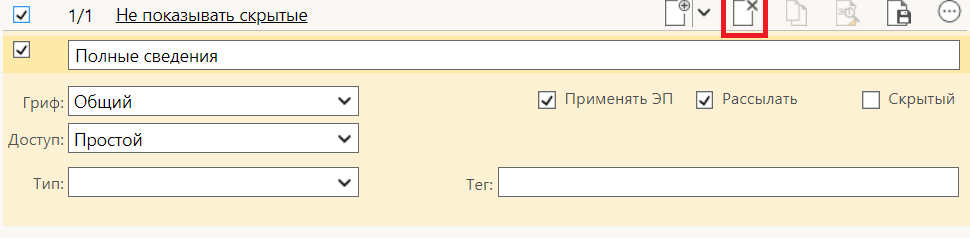 1/1 Не показывать скрытые
Полные сведения
Гриф: Общий Применять ЭП Рассылать Скрытый
Доступ: Простой
Тип: Тег: